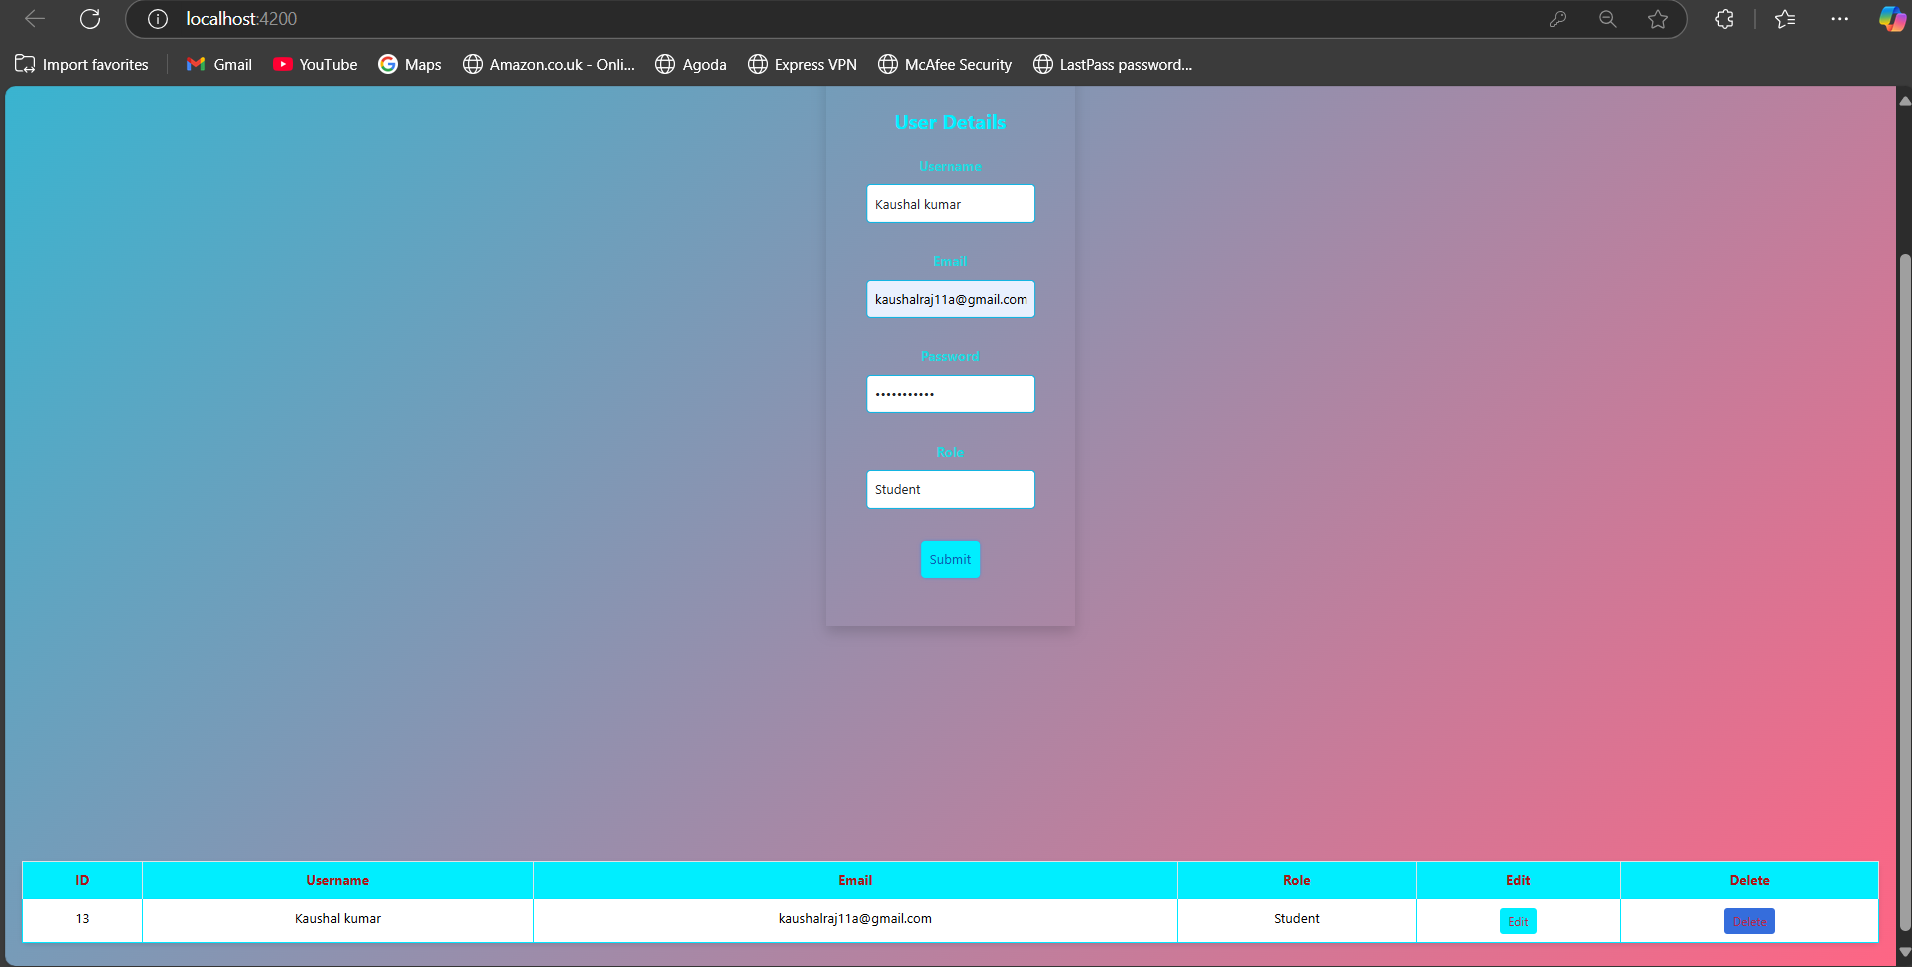 localhost:4200
Import favorites Gmail YouTube Maps Amazon.co.uk - Onli... Agoda Express VPN McAfee Security LastPass password...
User Details
Username
Kaushal kumar
Email
kaushalraj11a@gmail.com
Password
•••••••••••
Role
Student
Submit
ID Username Email Role Edit Delete
13 Kaushal kumar kaushalraj11a@gmail.com Student Edit Delete